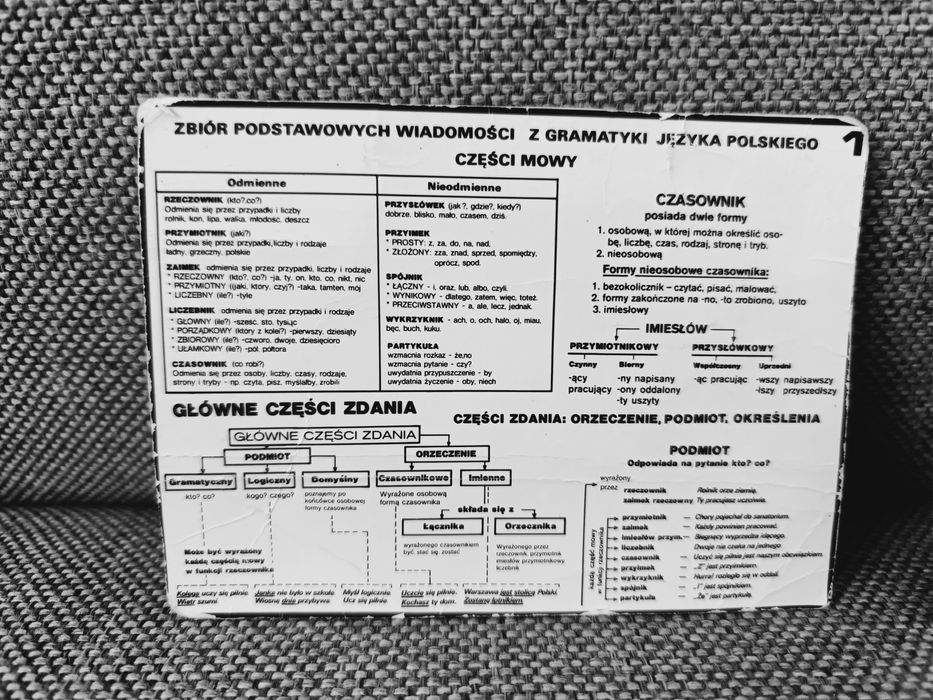 ZBIÓR PODSTAWOWYCH WIADOMOŚCI Z GRAMATYKI JĘZYKA POLSKIEGO 1
CZĘŚCI MOWY
Odmienne
RZECZOWNIK (kto?.co?)
Odmienia się przez przypadki i liczby
rolnik, koń, lipa, walka, młodość, deszcz
PRZYMIOTNIK (jaki?)
Odmienia się przez przypadki,liczby i rodzaje
ładny, grzeczny, polskie
ZAIMEK odmienia się przez przypadki, liczby i rodzaje
* RZECZOWNY (kto?, co?) -ja, ty, on, kto, co, nikt, nic
* PRZYMIOTNY ((jaki, który, czyj?) -taka, tamten, mój
* LICZEBNY (ile?) -tyle
LICZEBNIK odmienia się przez przypadki i rodzaje
* GŁÓWNY (ile?) -sześć, sto, tysiąc
* PORZĄDKOWY (który z kolei?) -pierwszy, dziesiąty
* ZBIOROWY (ile?) - czworo, dwoje, dziesięcioro
* UŁAMKOWY (ile?) -pół, półtora
CZASOWNIK (co robi?)
Odmienia się przez osoby, liczby, czasy, rodzaje,
strony i tryby - np. czyta, pisz, myślałby, zrobili
Nieodmienne
PRZYSŁÓWEK (jak?, gdzie?, kiedy?)
dobrze, blisko, mało, czasem, dziś.
PRZYIMEK
* PROSTY: z, za, do, na, nad,
* ZŁOŻONY: zza, znad, sprzed, spomiędzy,
oprócz, spod.
SPÓJNIK
* ŁĄCZNY - i, oraz, lub, albo, czyli.
* WYNIKOWY - dlatego, zatem, więc, toteż.
* PRZECIWSTAWNY - a, ale, lecz, jednak.
WYKRZYKNIK - ach, o, och, halo, oj, miau,
bęc, buch, kuku.
PARTYKUŁA
wzmacnia rozkaz - że,no
wzmacnia pytanie - czy?
uwydatnia przypuszczenie - by
uwydatnia życzenie - oby, niech
CZASOWNIK
posiada dwie formy
1. osobową, w której można określić oso-
bę, liczbę, czas, rodzaj, stronę i tryb.
2. nieosobową
Formy nieosobowe czasownika:
1. bezokolicznik – czytać, pisać, malować,
2. formy zakończone na -no, -to zrobiono, uszyto
3. imiesłowy
IMIESŁÓW
PRZYMIOTNIKOWY
Czynny Bierny
-ący -ny napisany
pracujący -ony oddalony
-ty uszyty
PRZYSŁÓWKOWY
Współczesny Uprzedni
-ąc pracując -wszy napisawszy
-łszy przyszedłszy
GŁÓWNE CZĘŚCI ZDANIA
CZĘŚCI ZDANIA: ORZECZENIE, PODMIOT, OKREŚLENIA
GŁÓWNE CZĘŚCI ZDANIA
PODMIOT
ORZECZENIE
Gramatyczny
kto? co?
Logiczny
kogo? czego?
Domyślny
poznajemy po
końcówce osobowej
formy czasownika
Czasownikowe
Wyrażone osobową
formą czasownika
Imienne
składa się z
Łącznika
wyrażonego czasownikiem
być, stać się, zostać
Orzecznika
Wyrażonego przez
rzeczownik, przymiotnik
imiesłów przymiotnikowy
liczebnik
Może być wyrażony
każdą częścią mowy
w funkcji rzeczownika
Kolega uczy się pilnie.
Wiatr szumi.
Janka nie było w szkole.
Wiosną dnia przybywa.
Myśl logicznie.
Ucz się pilnie.
Uczcie się pilnie.
Kochasz ty dom.
Warszawa jest stolicą Polski.
Zostanę lotnikiem.
PODMIOT
Odpowiada na pytanie kto? co?
wyrażony
przez
rzeczownik Rolnik orze ziemię.
zaimek rzeczowny Ty pracujesz uczciwie.
każdą część mowy
w funkcji rzeczownika
przymiotnik — Chory pojechał do sanatorium.
zaimek — Każdy powinien pracować.
imiesłów przym.— Biegnący wyprzedza idącego.
liczebnik — Dwoje nie czeka na jednego
czasownik — Uczyć się pilnie jest naszym obowiązkiem.
przyimek — „Z” jest przyimkiem.
wykrzyknik — Hurra! rozległo się w oddali.
spójnik — „I” jest spójnikiem.
partykuła — „Że” jest partykułą.